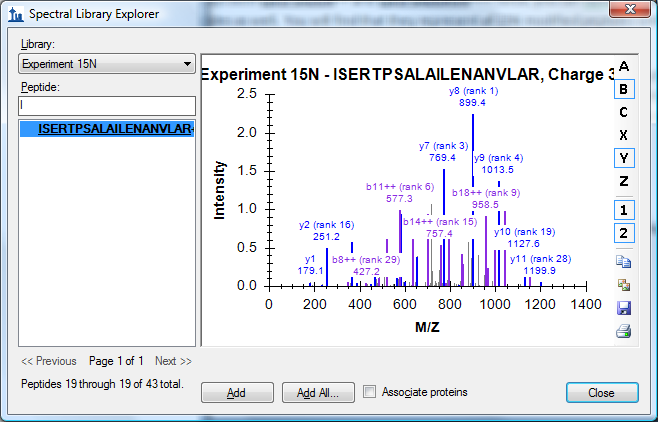 Spectral Library Explorer
Library:
Experiment 15N
Peptide:
I
ISERTPSALAILENANVLAR
<< Previous Page 1 of 1 Next >>
Peptides 19 through 19 of 43 total.
Experiment 15N - ISERTPSALAILENANVLAR, Charge 3
Intensity
2.5
2.0
1.5
1.0
0.5
0.0
y8 (rank 1)
899.4
y7 (rank 3)
769.4
y9 (rank 4)
1013.5
b11++ (rank 6)
577.3
b18++ (rank 9)
958.5
y2 (rank 16)
251.2
b14++ (rank 15)
757.4
y10 (rank 19)
1127.6
y1
179.1
b8++ (rank 29)
427.2
y11 (rank 28)
1199.9
0 200 400 600 800 1000 1200 1400
M/Z
A
B
C
X
Y
Z
1
2
Add
Add All...
Associate proteins
Close